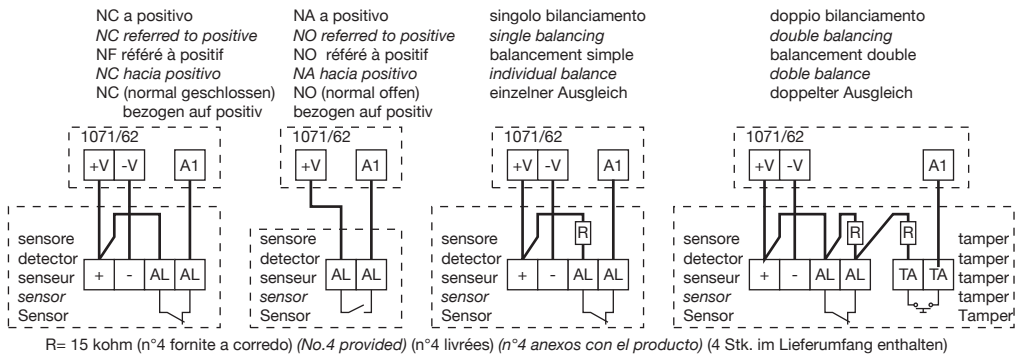 NC a positivo
NC referred to positive
NF référé à positif
NC hacia positivo
NC (normal geschlossen)
bezogen auf positiv
NA a positivo
NO referred to positive
NO référé à positif
NA hacia positivo
NO (normal offen)
bezogen auf positiv
singolo bilanciamento
single balancing
balancement simple
individual balance
einzelner Ausgleich
doppio bilanciamento
double balancing
balancement double
doble balance
doppelter Ausgleich
1071/62
+V -V A1
sensore
detector
senseur
sensor
Sensor
+ - AL AL
1071/62
+V A1
sensore
detector
senseur
sensor
Sensor
AL AL
1071/62
+V -V A1
R
sensore
detector
senseur
sensor
Sensor
+ - AL AL
1071/62
+V -V A1
R R
sensore
detector
senseur
sensor
Sensor
+ - AL AL TA TA
tamper
tamper
tamper
tamper
Tamper
R= 15 kohm (n°4 fornite a corredo) (No.4 provided) (n°4 livrées) (n°4 anexos con el producto) (4 Stk. im Lieferumfang enthalten)